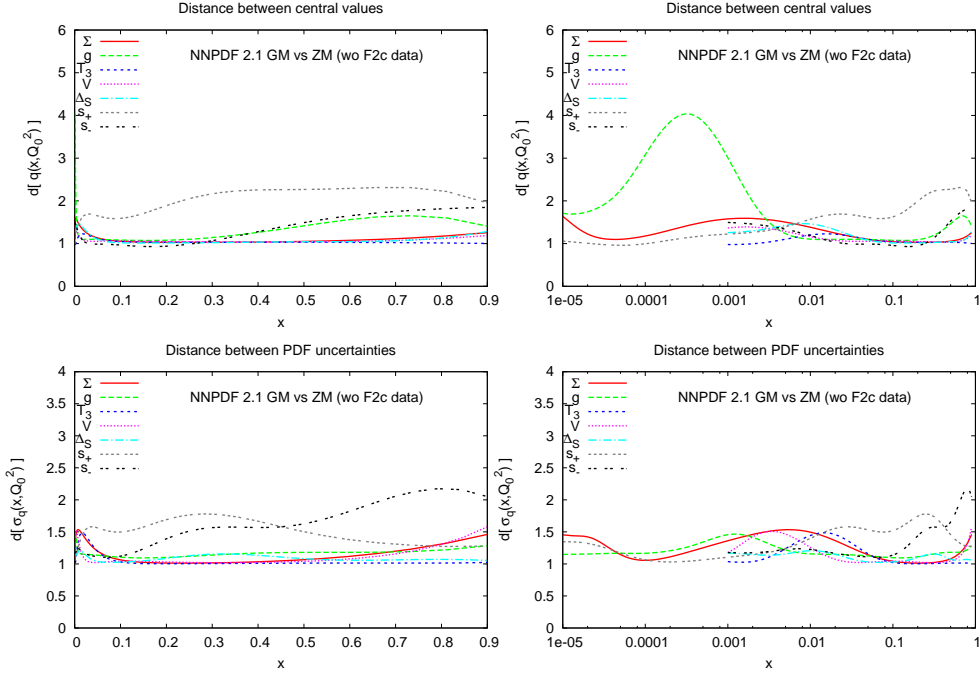 Distance between central values
NNPDF 2.1 GM vs ZM (wo F2c data)
Σ
g
T3
V
ΔS
s+
s-
d[ q(x,Q0^2) ]
6
5
4
3
2
1
0
0 0.1 0.2 0.3 0.4 0.5 0.6 0.7 0.8 0.9
x
Distance between central values
NNPDF 2.1 GM vs ZM (wo F2c data)
Σ
g
T3
V
ΔS
s+
s-
d[ q(x,Q0^2) ]
6
5
4
3
2
1
0
1e-05 0.0001 0.001 0.01 0.1 1
x
Distance between PDF uncertainties
NNPDF 2.1 GM vs ZM (wo F2c data)
Σ
g
T3
V
ΔS
s+
s-
d[ σq(x,Q0^2) ]
4
3.5
3
2.5
2
1.5
1
0.5
0
0 0.1 0.2 0.3 0.4 0.5 0.6 0.7 0.8 0.9
x
Distance between PDF uncertainties
NNPDF 2.1 GM vs ZM (wo F2c data)
Σ
g
T3
V
ΔS
s+
s-
d[ σq(x,Q0^2) ]
4
3.5
3
2.5
2
1.5
1
0.5
0
1e-05 0.0001 0.001 0.01 0.1 1
x